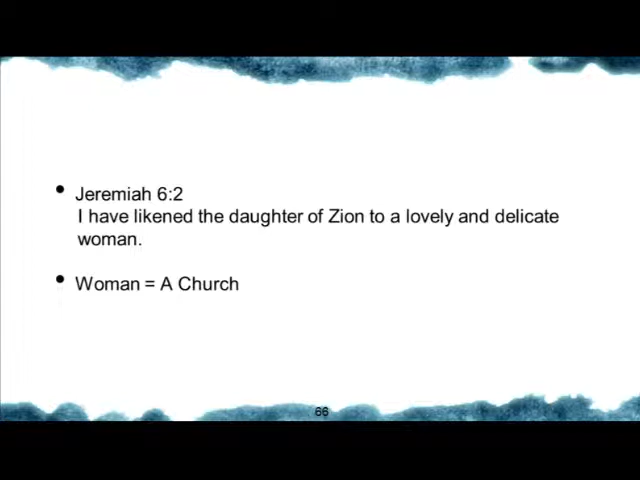 • Jeremiah 6:2
I have likened the daughter of Zion to a lovely and delicate
woman.
• Woman = A Church
66